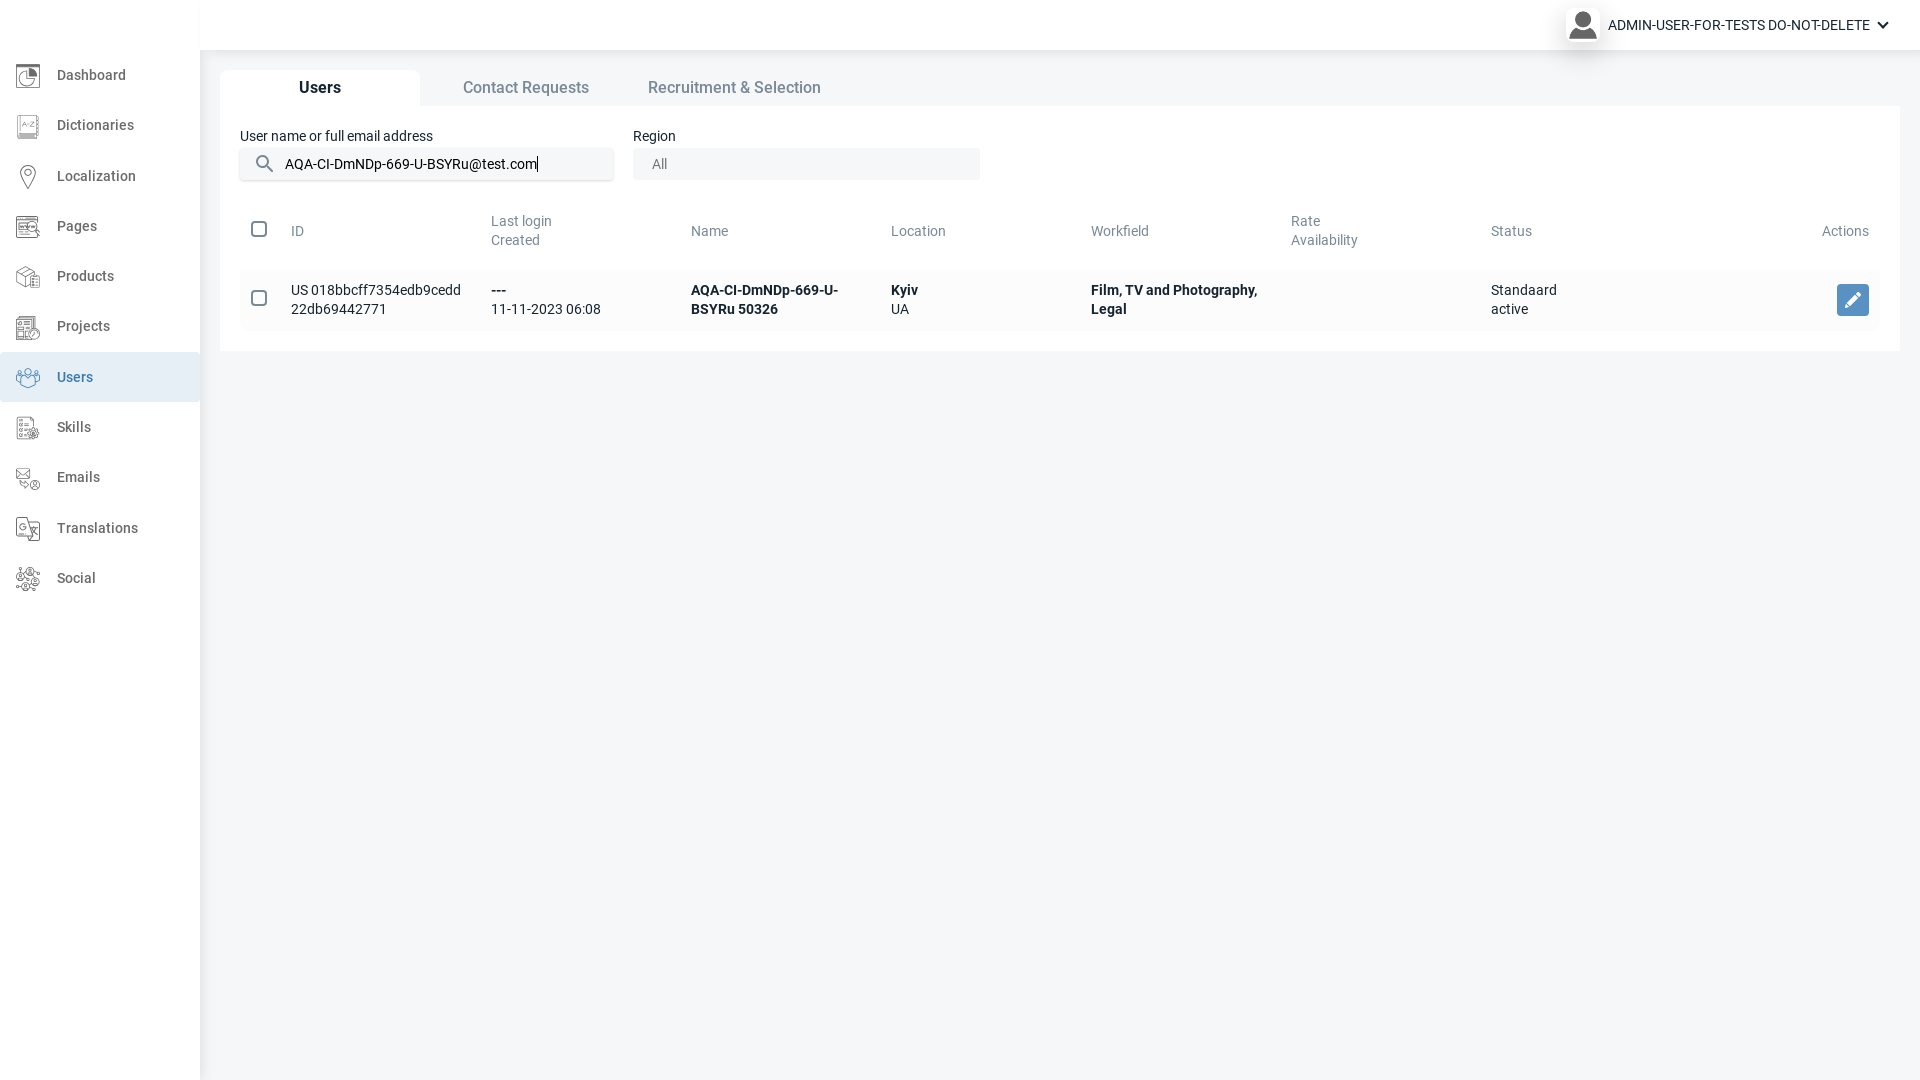 ADMIN-USER-FOR-TESTS DO-NOT-DELETE
Dashboard
Dictionaries
Localization
Pages
Products
Projects
Users
Skills
Emails
Translations
Social
Users Contact Requests Recruitment & Selection
User name or full email address Region
AQA-CI-DmNDp-669-U-BSYRu@test.com All
ID Last login Created Name Location Workfield Rate Availability Status Actions
US 018bbcff7354edb9cedd --- AQA-CI-DmNDp-669-U- Kyiv Film, TV and Photography, Standaard
22db69442771 11-11-2023 06:08 BSYRu 50326 UA Legal active